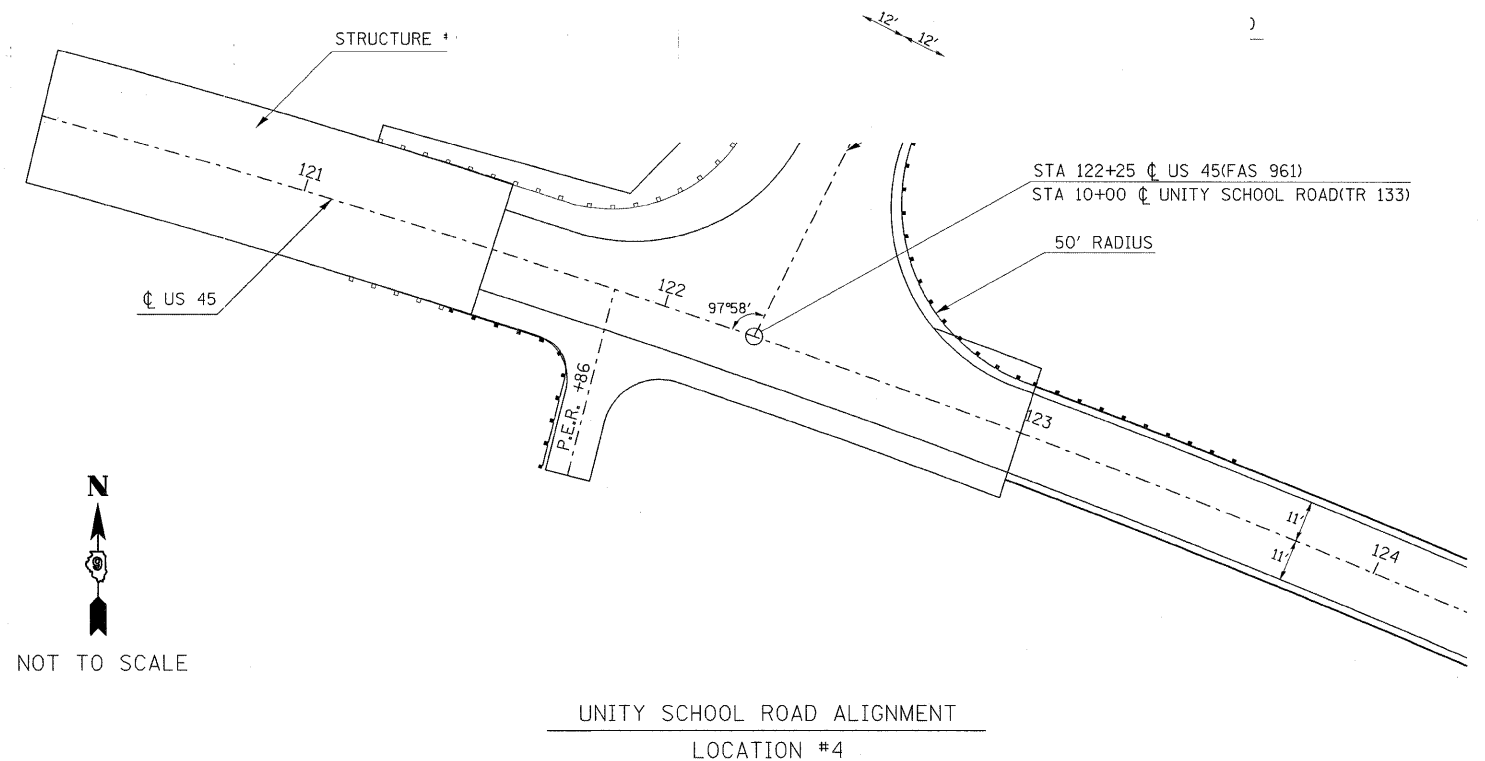 12'
12'
STRUCTURE #
121
STA 122+25 ℄ US 45(FAS 961)
STA 10+00 ℄ UNITY SCHOOL ROAD(TR 133)
50' RADIUS
℄ US 45
122
97°58'
P.E.R. +86
123
N
9
11'
11'
124
NOT TO SCALE
UNITY SCHOOL ROAD ALIGNMENT
LOCATION #4